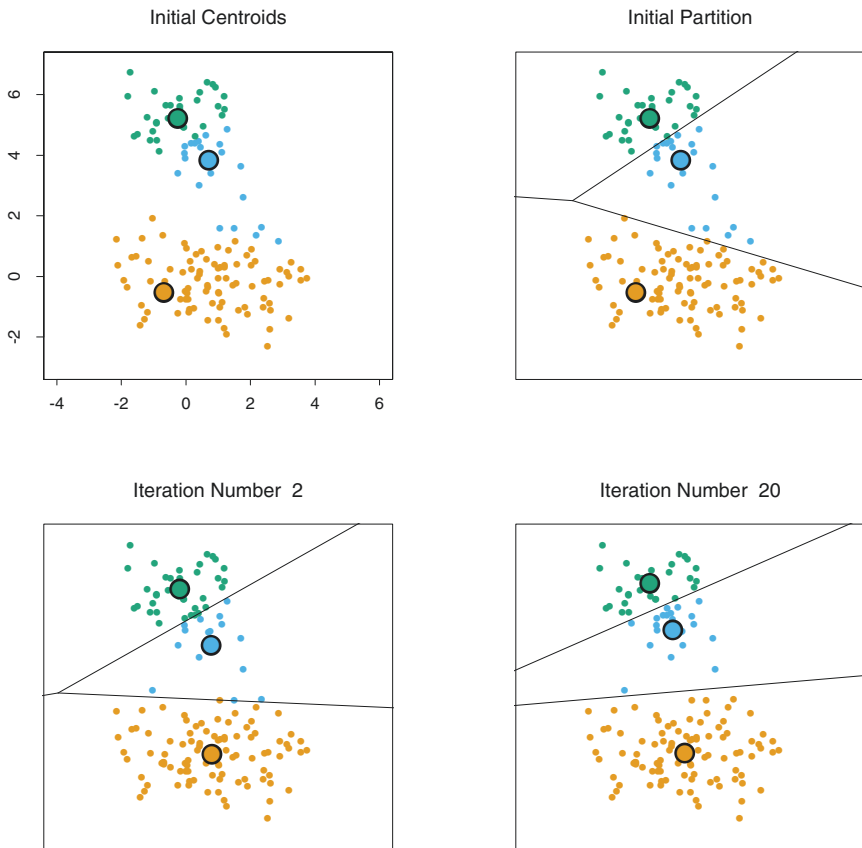 Initial Centroids
Initial Partition
6
4
2
0
-2
-4 -2 0 2 4 6
Iteration Number 2
Iteration Number 20